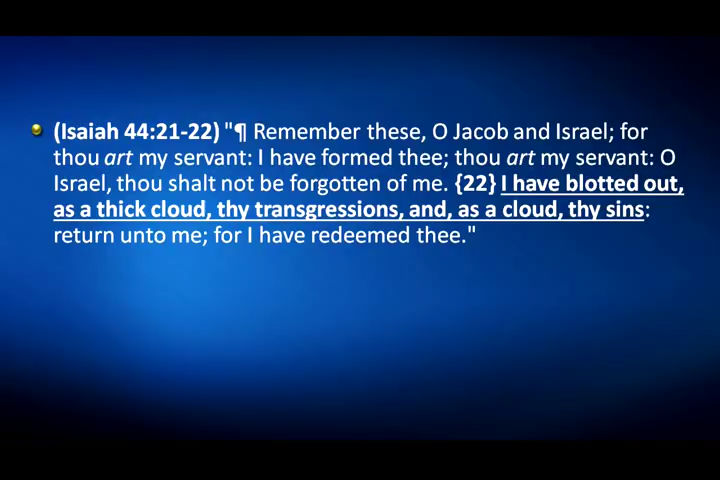 (Isaiah 44:21-22) "¶ Remember these, O Jacob and Israel; for
thou art my servant: I have formed thee; thou art my servant: O
Israel, thou shalt not be forgotten of me. {22} I have blotted out,
as a thick cloud, thy transgressions, and, as a cloud, thy sins:
return unto me; for I have redeemed thee."